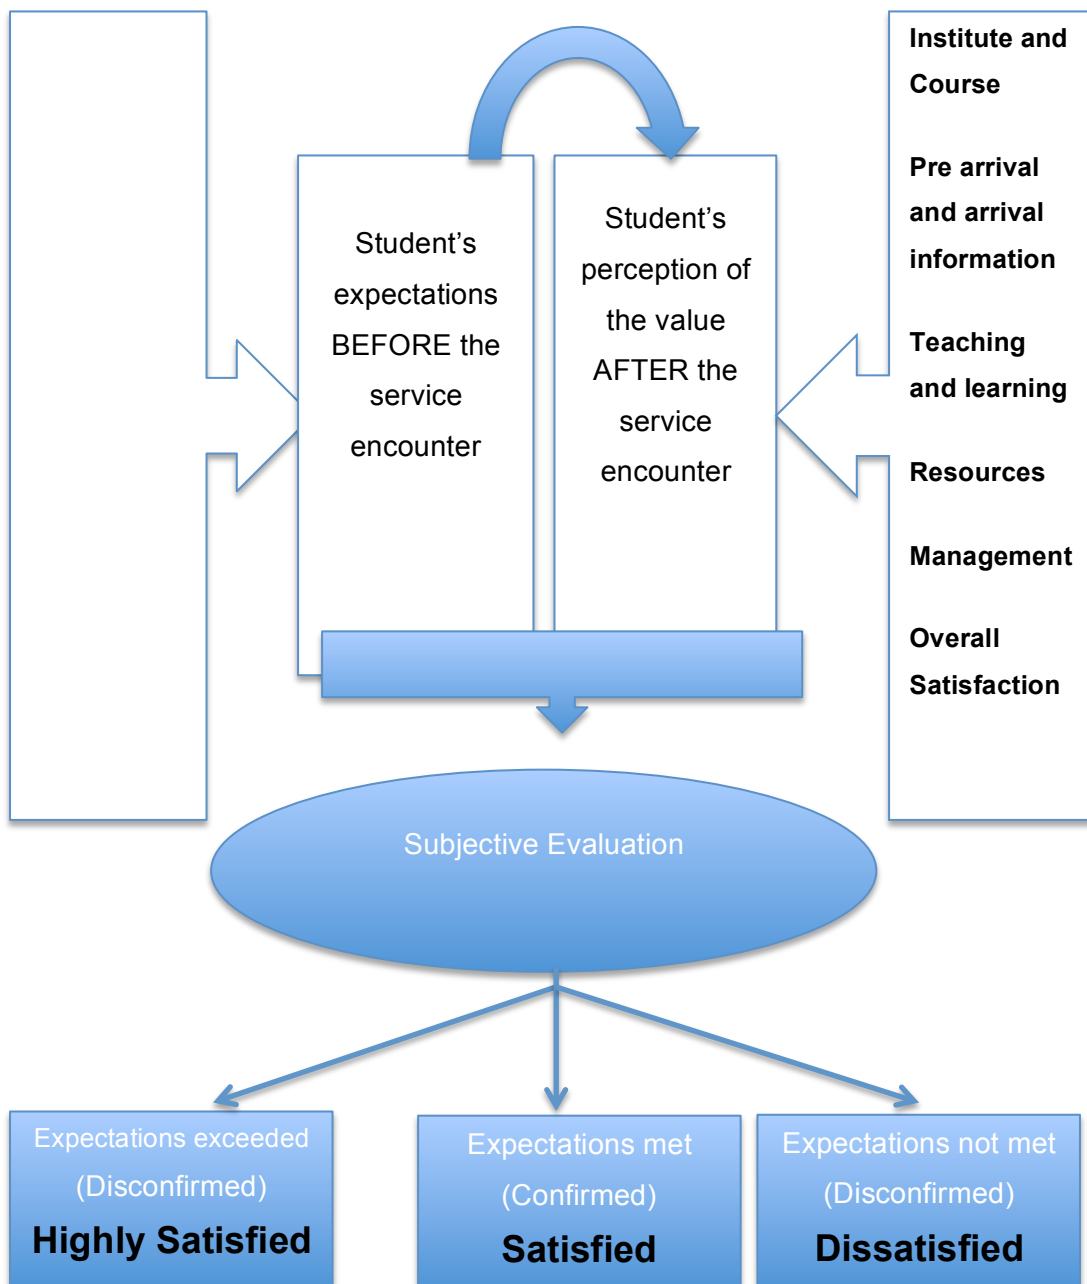 Student’s
expectations
BEFORE the
service
encounter
Student’s
perception of
the value
AFTER the
service
encounter
Institute and
Course
Pre arrival
and arrival
information
Teaching
and learning
Resources
Management
Overall
Satisfaction
Subjective Evaluation
Expectations exceeded
(Disconfirmed)
Highly Satisfied
Expectations met
(Confirmed)
Satisfied
Expectations not met
(Disconfirmed)
Dissatisfied